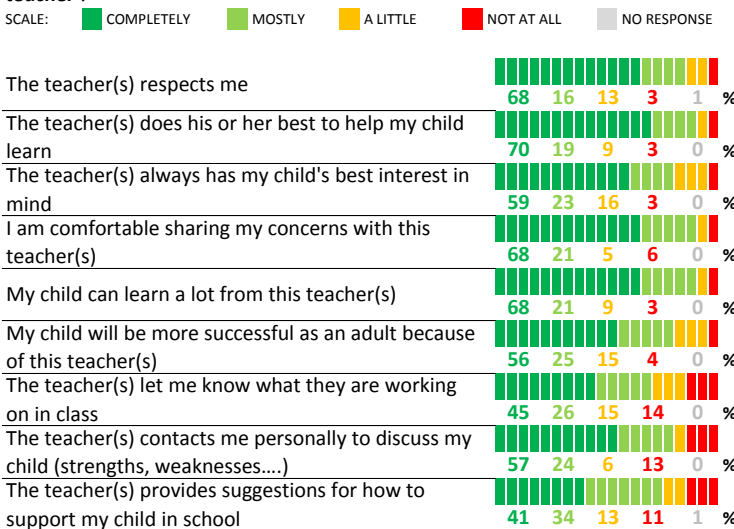 teacher?
SCALE: COMPLETELY MOSTLY A LITTLE NOT AT ALL NO RESPONSE
The teacher(s) respects me
68 16 13 3 1 %
The teacher(s) does his or her best to help my child
learn
70 19 9 3 0 %
The teacher(s) always has my child's best interest in
mind
59 23 16 3 0 %
I am comfortable sharing my concerns with this
teacher(s)
68 21 5 6 0 %
My child can learn a lot from this teacher(s)
68 21 9 3 0 %
My child will be more successful as an adult because
of this teacher(s)
56 25 15 4 0 %
The teacher(s) let me know what they are working
on in class
45 26 15 14 0 %
The teacher(s) contacts me personally to discuss my
child (strengths, weaknesses....)
57 24 6 13 0 %
The teacher(s) provides suggestions for how to
support my child in school
41 34 13 11 1 %